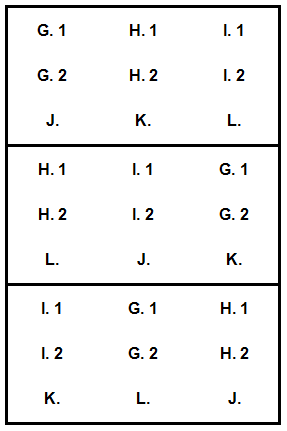 G. 1 H. 1 I. 1
G. 2 H. 2 I. 2
J. K. L.
H. 1 I. 1 G. 1
H. 2 I. 2 G. 2
L. J. K.
I. 1 G. 1 H. 1
I. 2 G. 2 H. 2
K. L. J.